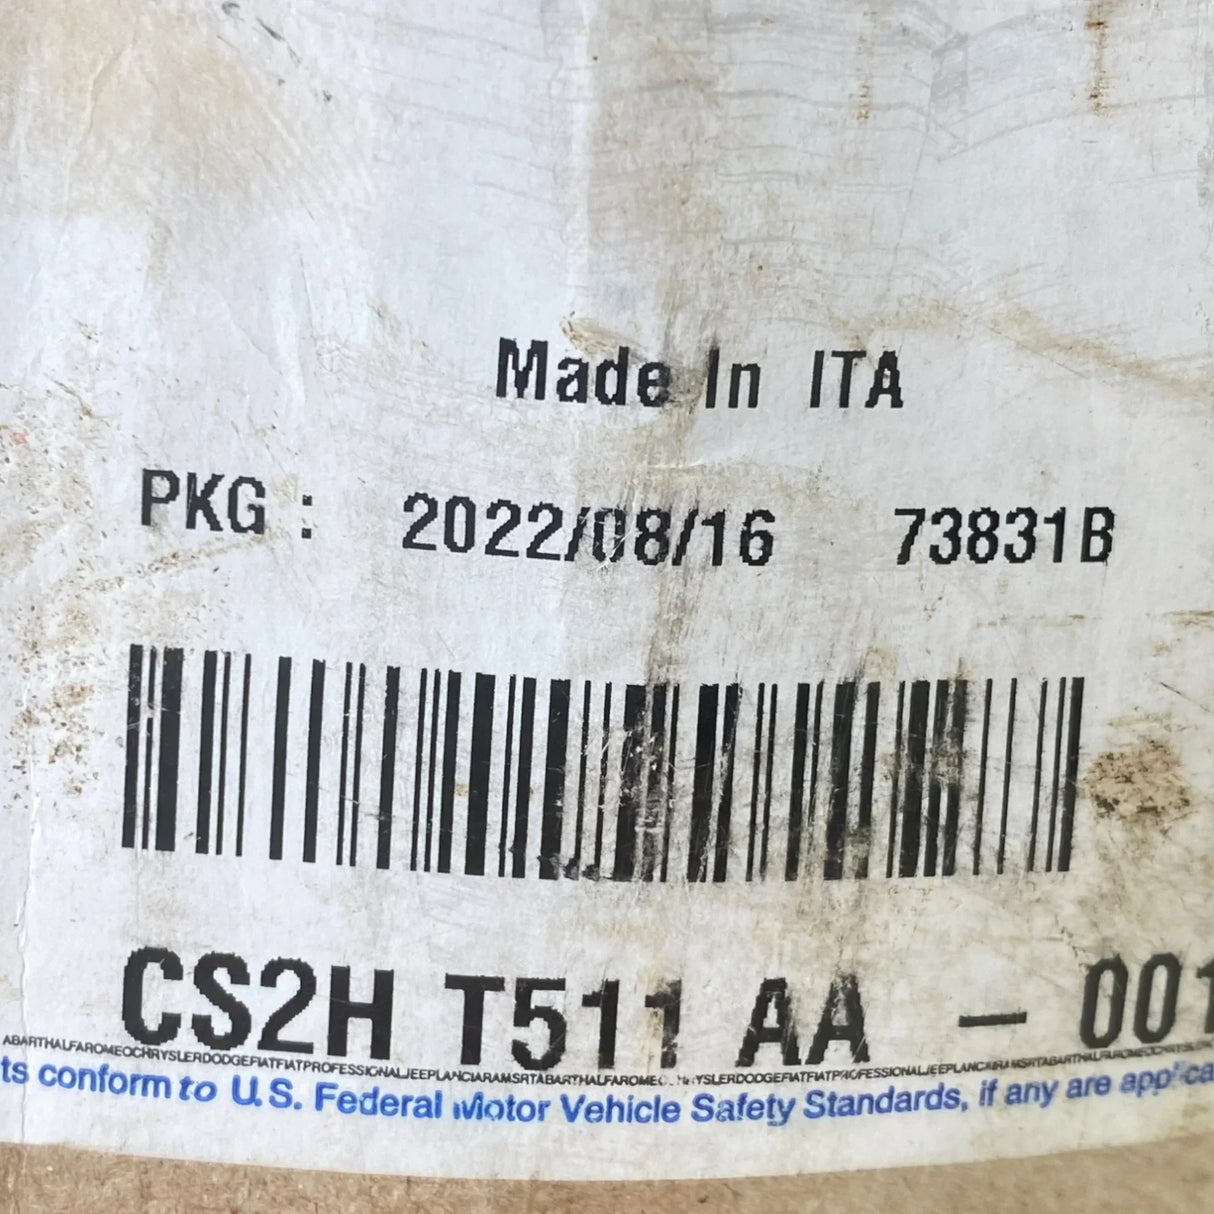 Made In ITA
PKG : 2022/08/16 73831B
CS2H T511 AA - 001
ABARTHALFAROMEOCHRYSLERDODGEFIATFIATPROFESSIONALJEEPLANCIARAMSRTABARTHALFAROMEOCHRYSLERDODGEFIATFIATPROFESSIONALJEEPLANCIARAMSRTABARTHALFAROMEOCHRYSLER
ts conform to U.S. Federal Motor Vehicle Safety Standards, if any are applica